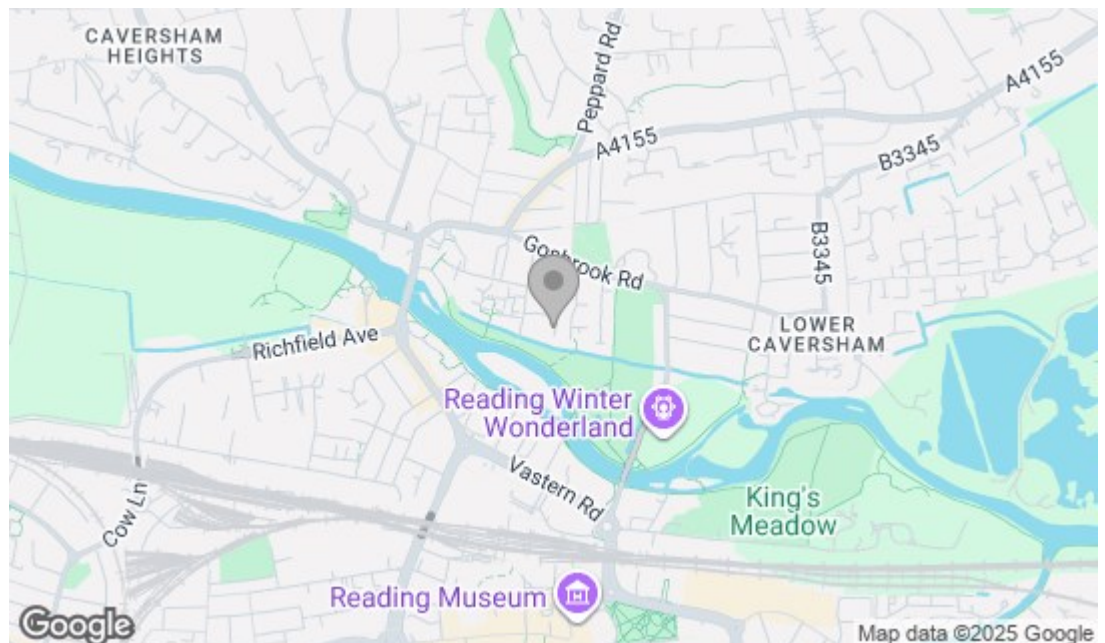 CAVERSHAM
HEIGHTS
Peppard Rd
A4155
A4155
B3345
B3345
Gosbrook Rd
LOWER
CAVERSHAM
Richfield Ave
Reading Winter
Wonderland
Vastern Rd
Cow Ln
King's
Meadow
Reading Museum
Google
Map data ©2025 Google